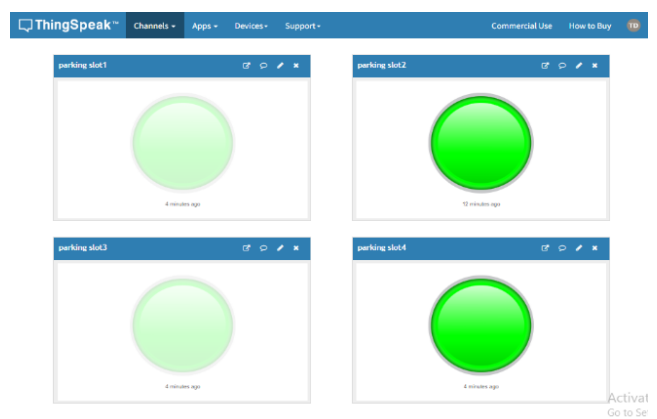 ThingSpeak™ Channels Apps Devices Support Commercial Use How to Buy TD
parking slot1
parking slot2
4 minutes ago
12 minutes ago
parking slot3
parking slot4
4 minutes ago
4 minutes ago
Activat
Go to Se